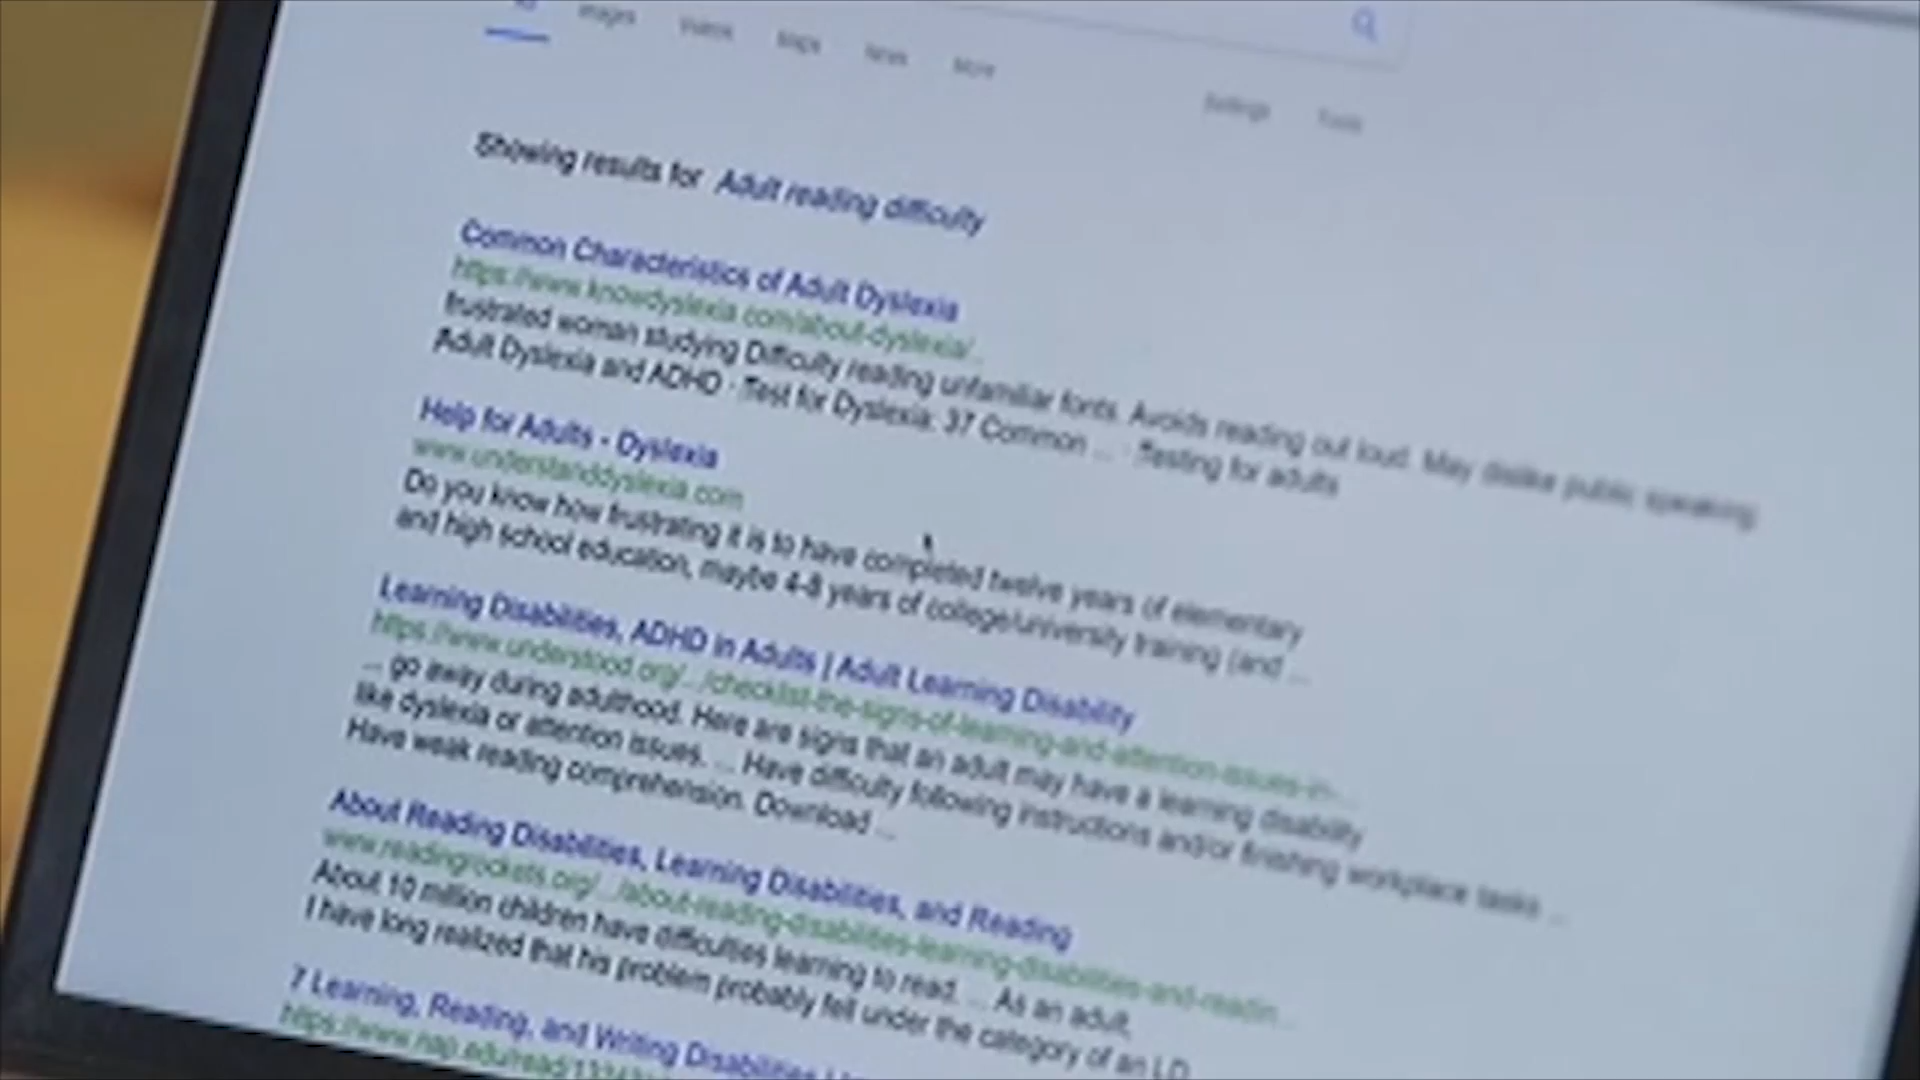 Images Videos Maps News More
Settings Tools
Showing results for Adult reading difficulty
Common Characteristics of Adult Dyslexia
https://www.knowdyslexia.com/about-dyslexia/..
frustrated woman studying Difficulty reading unfamiliar fonts. Avoids reading out loud. May dislike public speaking
Adult Dyslexia and ADHD · Test for Dyslexia: 37 Common ... · Testing for adults
Help for Adults - Dyslexia
www.understanddyslexia.com
Do you know how frustrating it is to have completed twelve years of elementary
and high school education, maybe 4-8 years of college/university training (and ...
Learning Disabilities, ADHD in Adults | Adult Learning Disability
https://www.understood.org/.../checklist-the-signs-of-learning-and-attention-issues-in-...
... go away during adulthood. Here are signs that an adult may have a learning disability
like dyslexia or attention issues. ... Have difficulty following instructions and/or finishing workplace tasks ...
Have weak reading comprehension. Download ...
About Reading Disabilities, Learning Disabilities, and Reading
www.readingrockets.org/.../about-reading-disabilities-learning-disabilities-and-readin...
About 10 million children have difficulties learning to read. ... As an adult,
I have long realized that his problem probably fell under the category of an LD
7 Learning, Reading, and Writing Disabilities
https://www.nap.edu/read/